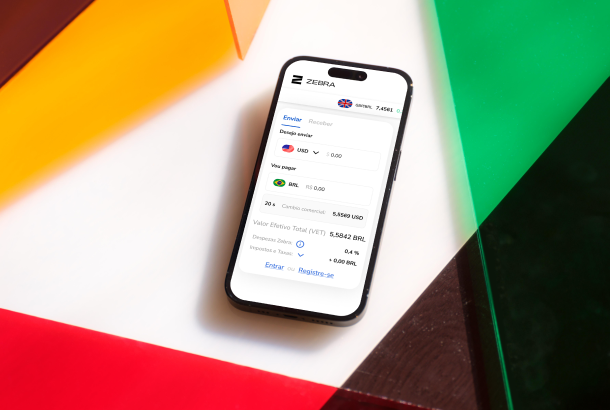 ZEBRA
GBP/BRL 7,4561
Enviar Receber
Desejo enviar
USD $ 0,00
Vou pagar
BRL R$ 0,00
20 s Câmbio comercial: 5,5569 USD
Valor Efetivo Total (VET) 5,5842 BRL
Despesas Zebra 0,4 %
Impostos e Taxas + 0,00 BRL
Entrar ou Registre-se